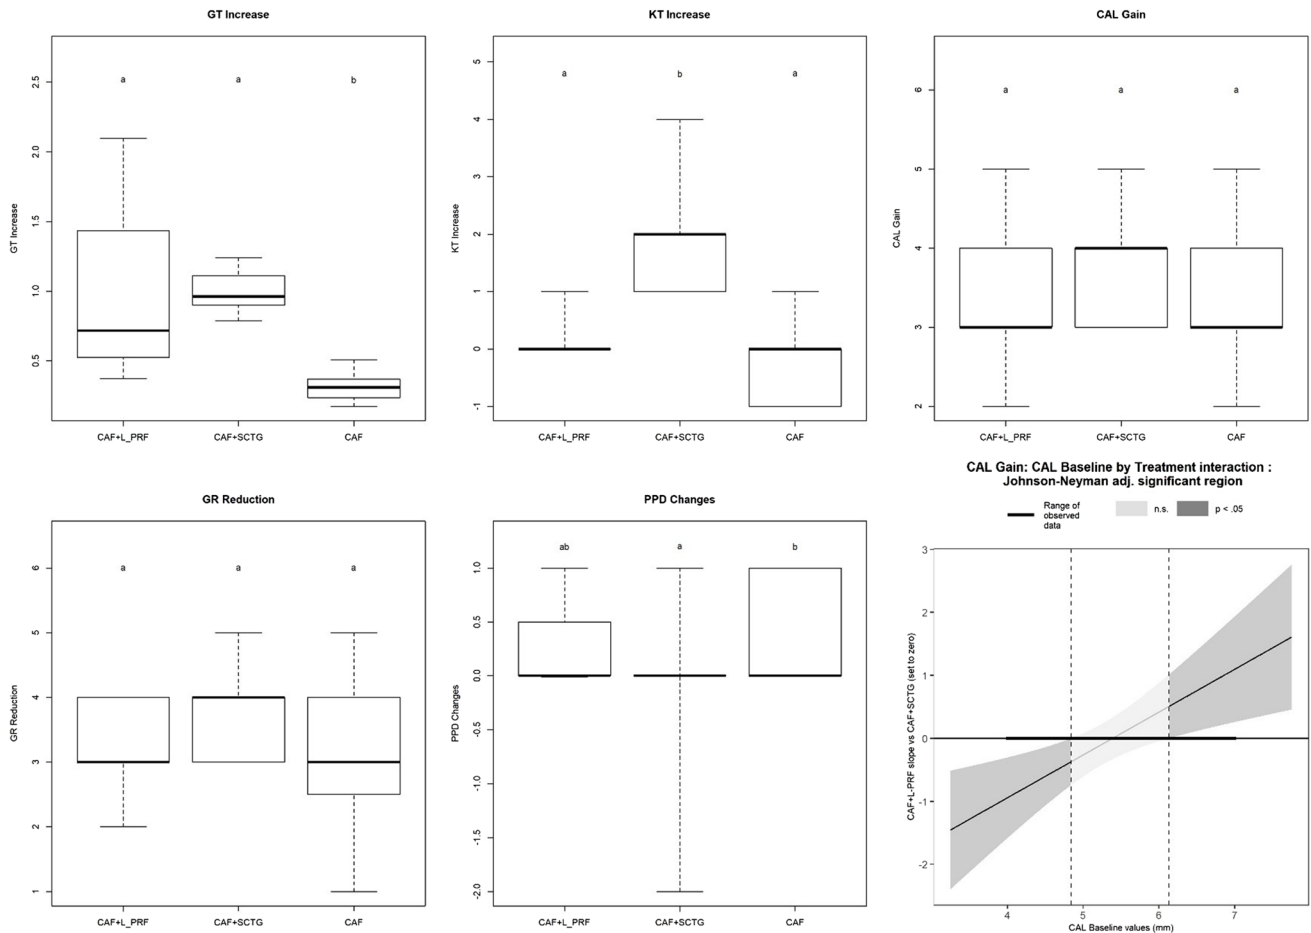 GT Increase
2.5
2.0
1.5
1.0
0.5
GT Increase
a
a
b
CAF+L_PRF
CAF+SCTG
CAF
KT Increase
5
4
3
2
1
0
-1
KT Increase
a
b
a
CAF+L_PRF
CAF+SCTG
CAF
CAL Gain
6
5
4
3
2
CAL Gain
a
a
a
CAF+L_PRF
CAF+SCTG
CAF
GR Reduction
6
5
4
3
2
1
GR Reduction
a
a
a
CAF+L_PRF
CAF+SCTG
CAF
PPD Changes
1.0
0.5
0.0
-0.5
-1.0
-1.5
-2.0
PPD Changes
ab
a
b
CAF+L_PRF
CAF+SCTG
CAF
CAL Gain: CAL Baseline by Treatment interaction :
Johnson-Neyman adj. significant region
Range of
observed
data
n.s.
p < .05
3
2
1
0
-1
-2
CAF+L-PRF slope vs CAF+SCTG (set to zero)
4
5
6
7
CAL Baseline values (mm)